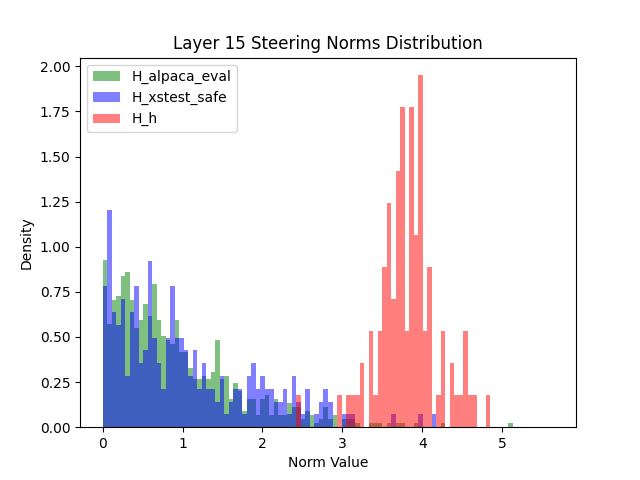 Layer 15 Steering Norms Distribution
H_alpaca_eval
H_xstest_safe
H_h
2.00
1.75
1.50
1.25
1.00
0.75
0.50
0.25
0.00
Density
0 1 2 3 4 5
Norm Value